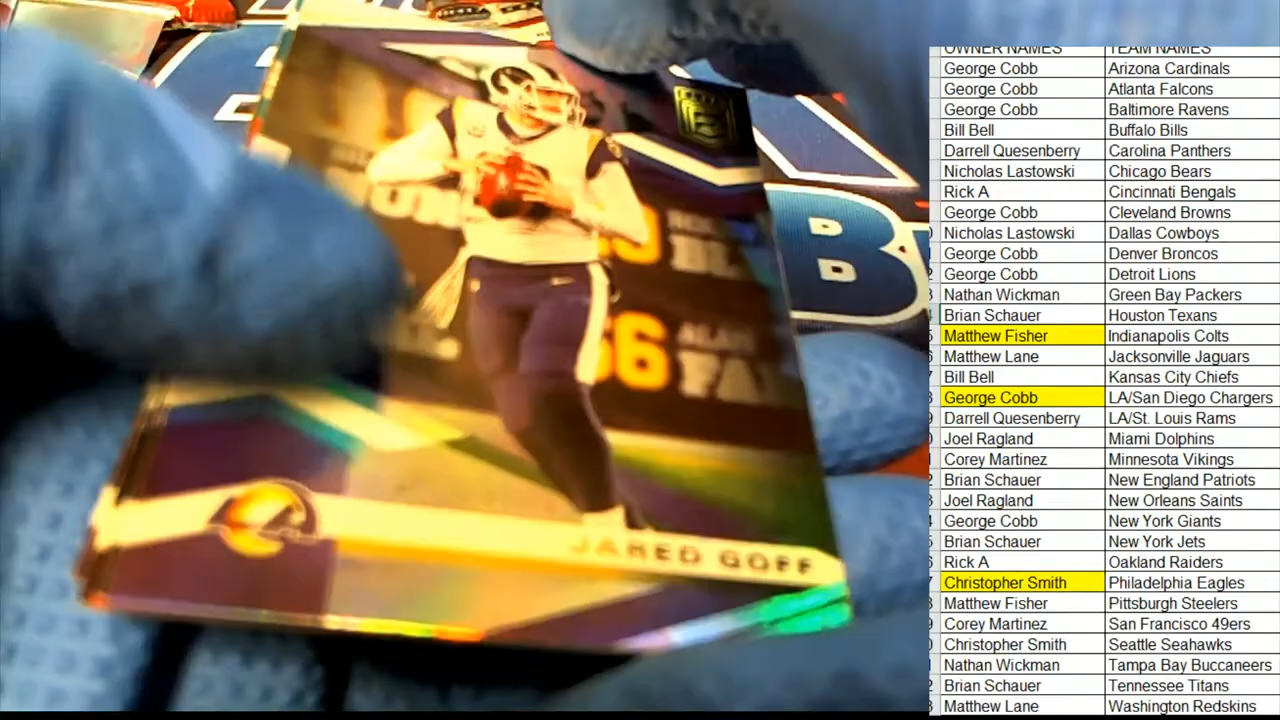 JARED GOFF
B
OWNER NAMES TEAM NAMES
George Cobb Arizona Cardinals
George Cobb Atlanta Falcons
George Cobb Baltimore Ravens
Bill Bell Buffalo Bills
Darrell Quesenberry Carolina Panthers
Nicholas Lastowski Chicago Bears
Rick A Cincinnati Bengals
George Cobb Cleveland Browns
Nicholas Lastowski Dallas Cowboys
George Cobb Denver Broncos
George Cobb Detroit Lions
Nathan Wickman Green Bay Packers
Brian Schauer Houston Texans
Matthew Fisher Indianapolis Colts
Matthew Lane Jacksonville Jaguars
Bill Bell Kansas City Chiefs
George Cobb LA/San Diego Chargers
Darrell Quesenberry LA/St. Louis Rams
Joel Ragland Miami Dolphins
Corey Martinez Minnesota Vikings
Brian Schauer New England Patriots
Joel Ragland New Orleans Saints
George Cobb New York Giants
Brian Schauer New York Jets
Rick A Oakland Raiders
Christopher Smith Philadelphia Eagles
Matthew Fisher Pittsburgh Steelers
Corey Martinez San Francisco 49ers
Christopher Smith Seattle Seahawks
Nathan Wickman Tampa Bay Buccaneers
Brian Schauer Tennessee Titans
Matthew Lane Washington Redskins